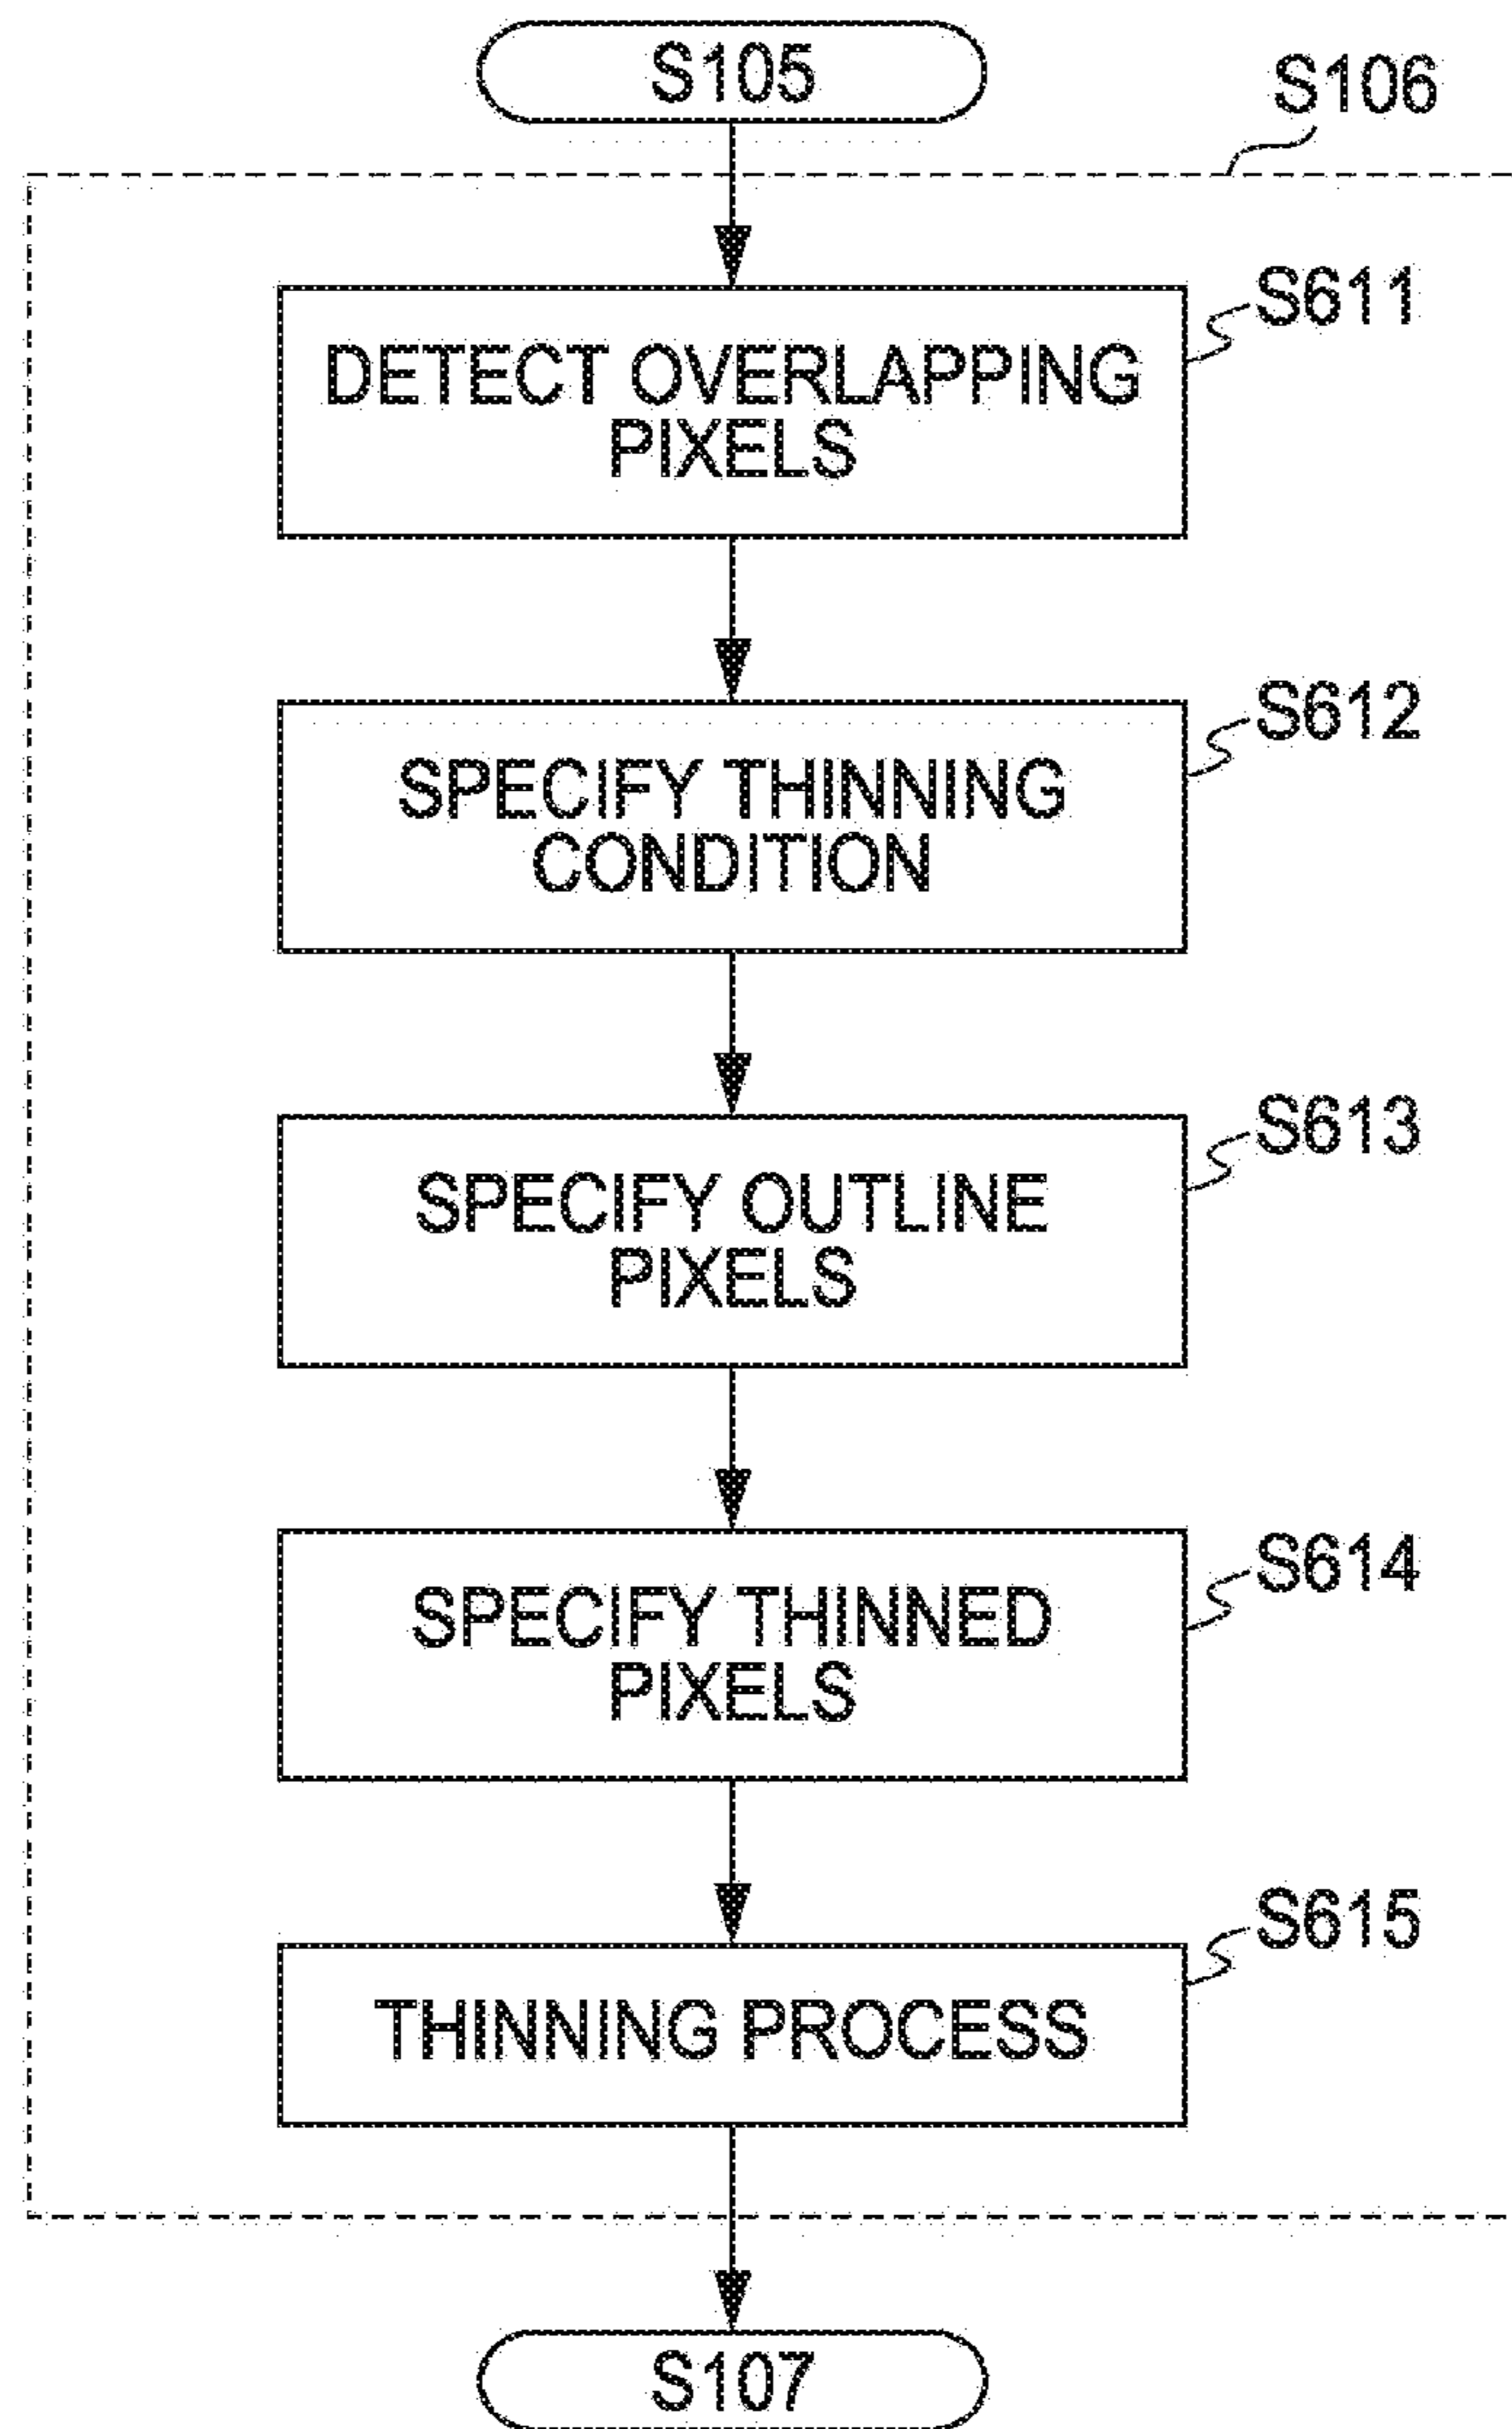 S105
S106
S611
DETECT OVERLAPPING
PIXELS
S612
SPECIFY THINNING
CONDITION
S613
SPECIFY OUTLINE
PIXELS
S614
SPECIFY THINNED
PIXELS
S615
THINNING PROCESS
S107